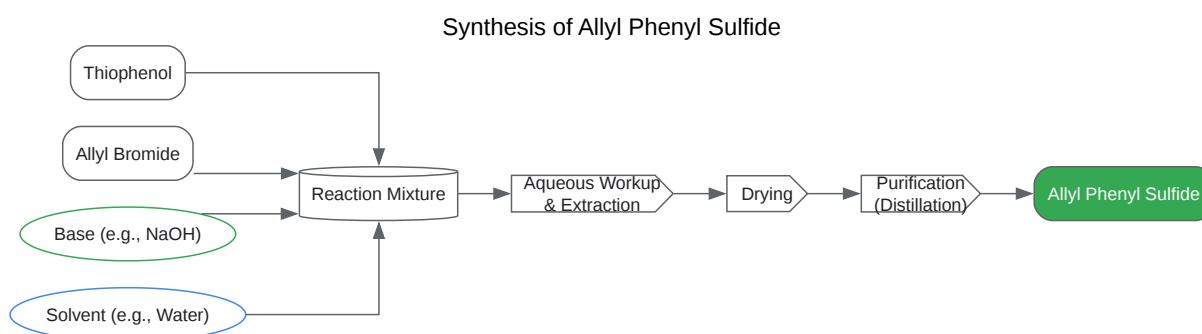 Synthesis of Allyl Phenyl Sulfide
Thiophenol
Allyl Bromide
Base (e.g., NaOH)
Solvent (e.g., Water)
Reaction Mixture
Aqueous Workup
& Extraction
Drying
Purification
(Distillation)
Allyl Phenyl Sulfide